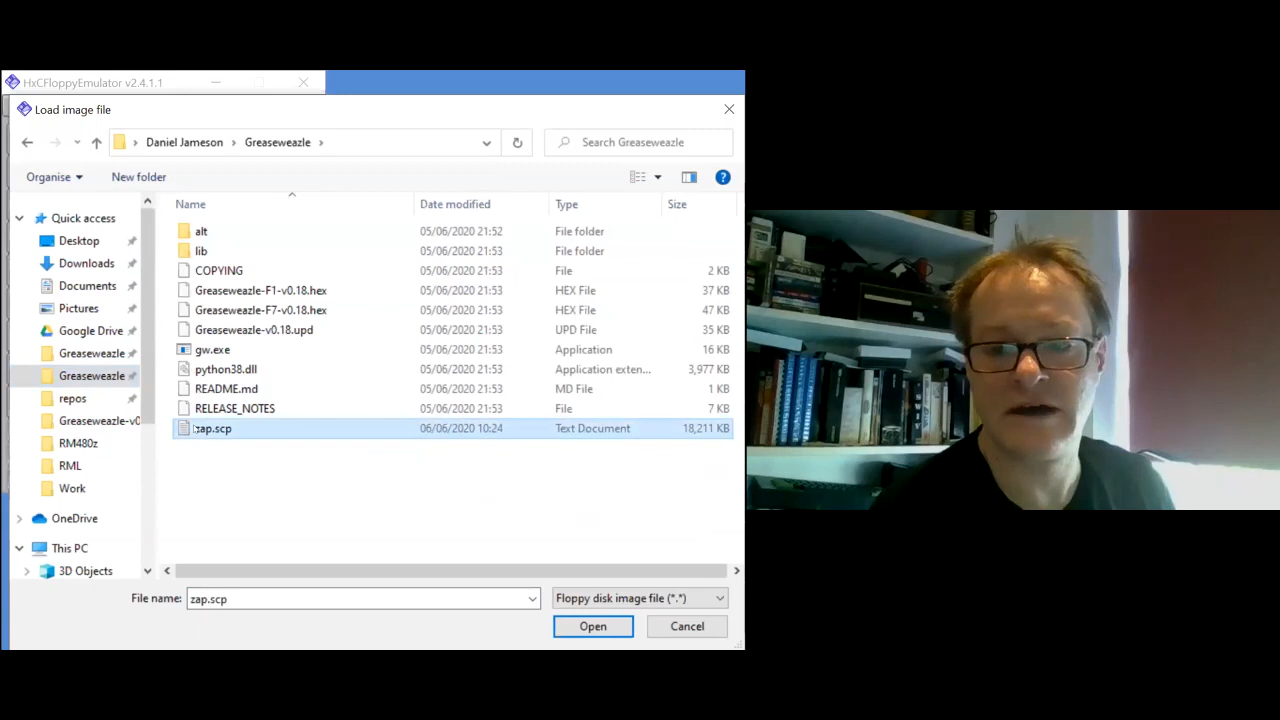 HxCFloppyEmulator v2.4.1.1
Load image file
Daniel Jameson
Greaseweazle
Search Greaseweazle
Organise
New folder
Quick access
Desktop
Downloads
Documents
Pictures
Google Drive
Greaseweazle
Greaseweazle
repos
Greaseweazle-v0
RM480z
RML
Work
OneDrive
This PC
3D Objects
Name Date modified Type Size
alt 05/06/2020 21:52 File folder
lib 05/06/2020 21:53 File folder
COPYING 05/06/2020 21:53 File 2 KB
Greaseweazle-F1-v0.18.hex 05/06/2020 21:53 HEX File 37 KB
Greaseweazle-F7-v0.18.hex 05/06/2020 21:53 HEX File 47 KB
Greaseweazle-v0.18.upd 05/06/2020 21:53 UPD File 35 KB
gw.exe 05/06/2020 21:53 Application 16 KB
python38.dll 05/06/2020 21:53 Application exten... 3,977 KB
README.md 05/06/2020 21:53 MD File 1 KB
RELEASE_NOTES 05/06/2020 21:53 File 7 KB
zap.scp 06/06/2020 10:24 Text Document 18,211 KB
File name: zap.scp Floppy disk image file (*.*)
Open Cancel